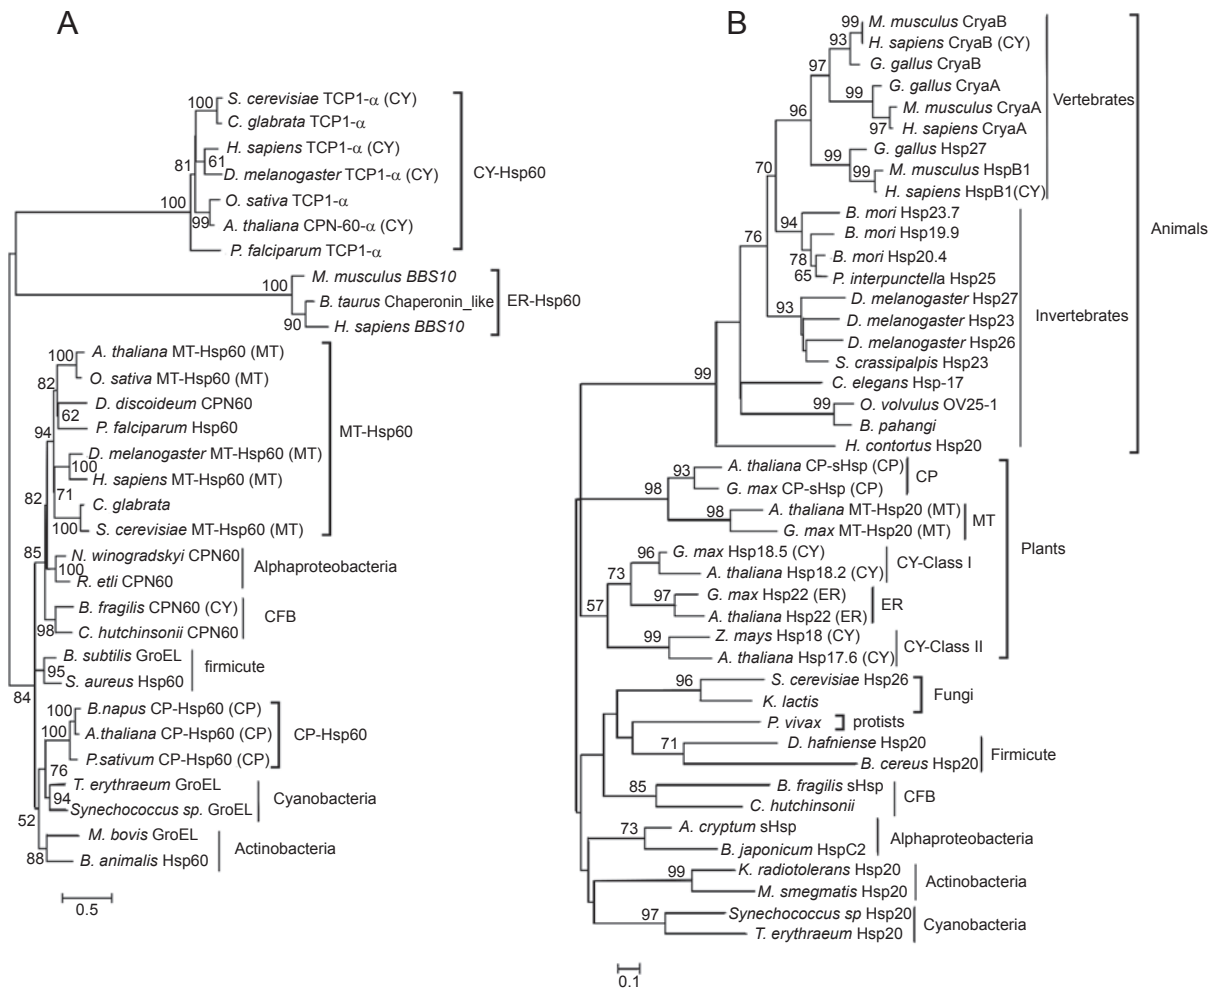 A
100
S. cerevisiae TCP1-α (CY)
C. glabrata TCP1-α
81
61
H. sapiens TCP1-α (CY)
D. melanogaster TCP1-α (CY)
CY-Hsp60
100
99
O. sativa TCP1-α
A. thaliana CPN-60-α (CY)
P. falciparum TCP1-α
100
M. musculus BBS10
B. taurus Chaperonin_like
ER-Hsp60
90
H. sapiens BBS10
100
A. thaliana MT-Hsp60 (MT)
O. sativa MT-Hsp60 (MT)
82
D. discoideum CPN60
62
P. falciparum Hsp60
MT-Hsp60
94
D. melanogaster MT-Hsp60 (MT)
100
H. sapiens MT-Hsp60 (MT)
82
71
C. glabrata
100
S. cerevisiae MT-Hsp60 (MT)
85
N. winogradskyi CPN60
100
R. etli CPN60
Alphaproteobacteria
B. fragilis CPN60 (CY)
CFB
98
C. hutchinsonii CPN60
B. subtilis GroEL
firmicute
95
S. aureus Hsp60
84
100
B.napus CP-Hsp60 (CP)
100
A.thaliana CP-Hsp60 (CP)
CP-Hsp60
P.sativum CP-Hsp60 (CP)
76
T. erythraeum GroEL
94
Synechococcus sp. GroEL
Cyanobacteria
52
M. bovis GroEL
Actinobacteria
88
B. animalis Hsp60
0.5
B
99
M. musculus CryaB
93
H. sapiens CryaB (CY)
97
G. gallus CryaB
99
G. gallus CryaA
M. musculus CryaA
Vertebrates
96
97
H. sapiens CryaA
99
G. gallus Hsp27
99
M. musculus HspB1
70
H. sapiens HspB1(CY)
94
B. mori Hsp23.7
76
B. mori Hsp19.9
Animals
78
B. mori Hsp20.4
65
P. interpunctella Hsp25
93
D. melanogaster Hsp27
D. melanogaster Hsp23
Invertebrates
D. melanogaster Hsp26
S. crassipalpis Hsp23
99
C. elegans Hsp-17
99
O. volvulus OV25-1
B. pahangi
H. contortus Hsp20
93
A. thaliana CP-sHsp (CP)
CP
98
G. max CP-sHsp (CP)
98
A. thaliana MT-Hsp20 (MT)
MT
G. max MT-Hsp20 (MT)
Plants
96
G. max Hsp18.5 (CY)
CY-Class I
73
A. thaliana Hsp18.2 (CY)
97
G. max Hsp22 (ER)
ER
57
A. thaliana Hsp22 (ER)
99
Z. mays Hsp18 (CY)
CY-Class II
A. thaliana Hsp17.6 (CY)
96
S. cerevisiae Hsp26
Fungi
K. lactis
P. vivax
protists
71
D. hafniense Hsp20
Firmicute
B. cereus Hsp20
85
B. fragilis sHsp
CFB
C. hutchinsonii
73
A. cryptum sHsp
Alphaproteobacteria
B. japonicum HspC2
99
K. radiotolerans Hsp20
Actinobacteria
M. smegmatis Hsp20
97
Synechococcus sp Hsp20
Cyanobacteria
T. erythraeum Hsp20
0.1